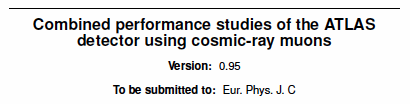 Combined performance studies of the ATLAS
detector using cosmic-ray muons
Version: 0.95
To be submitted to: Eur. Phys. J. C